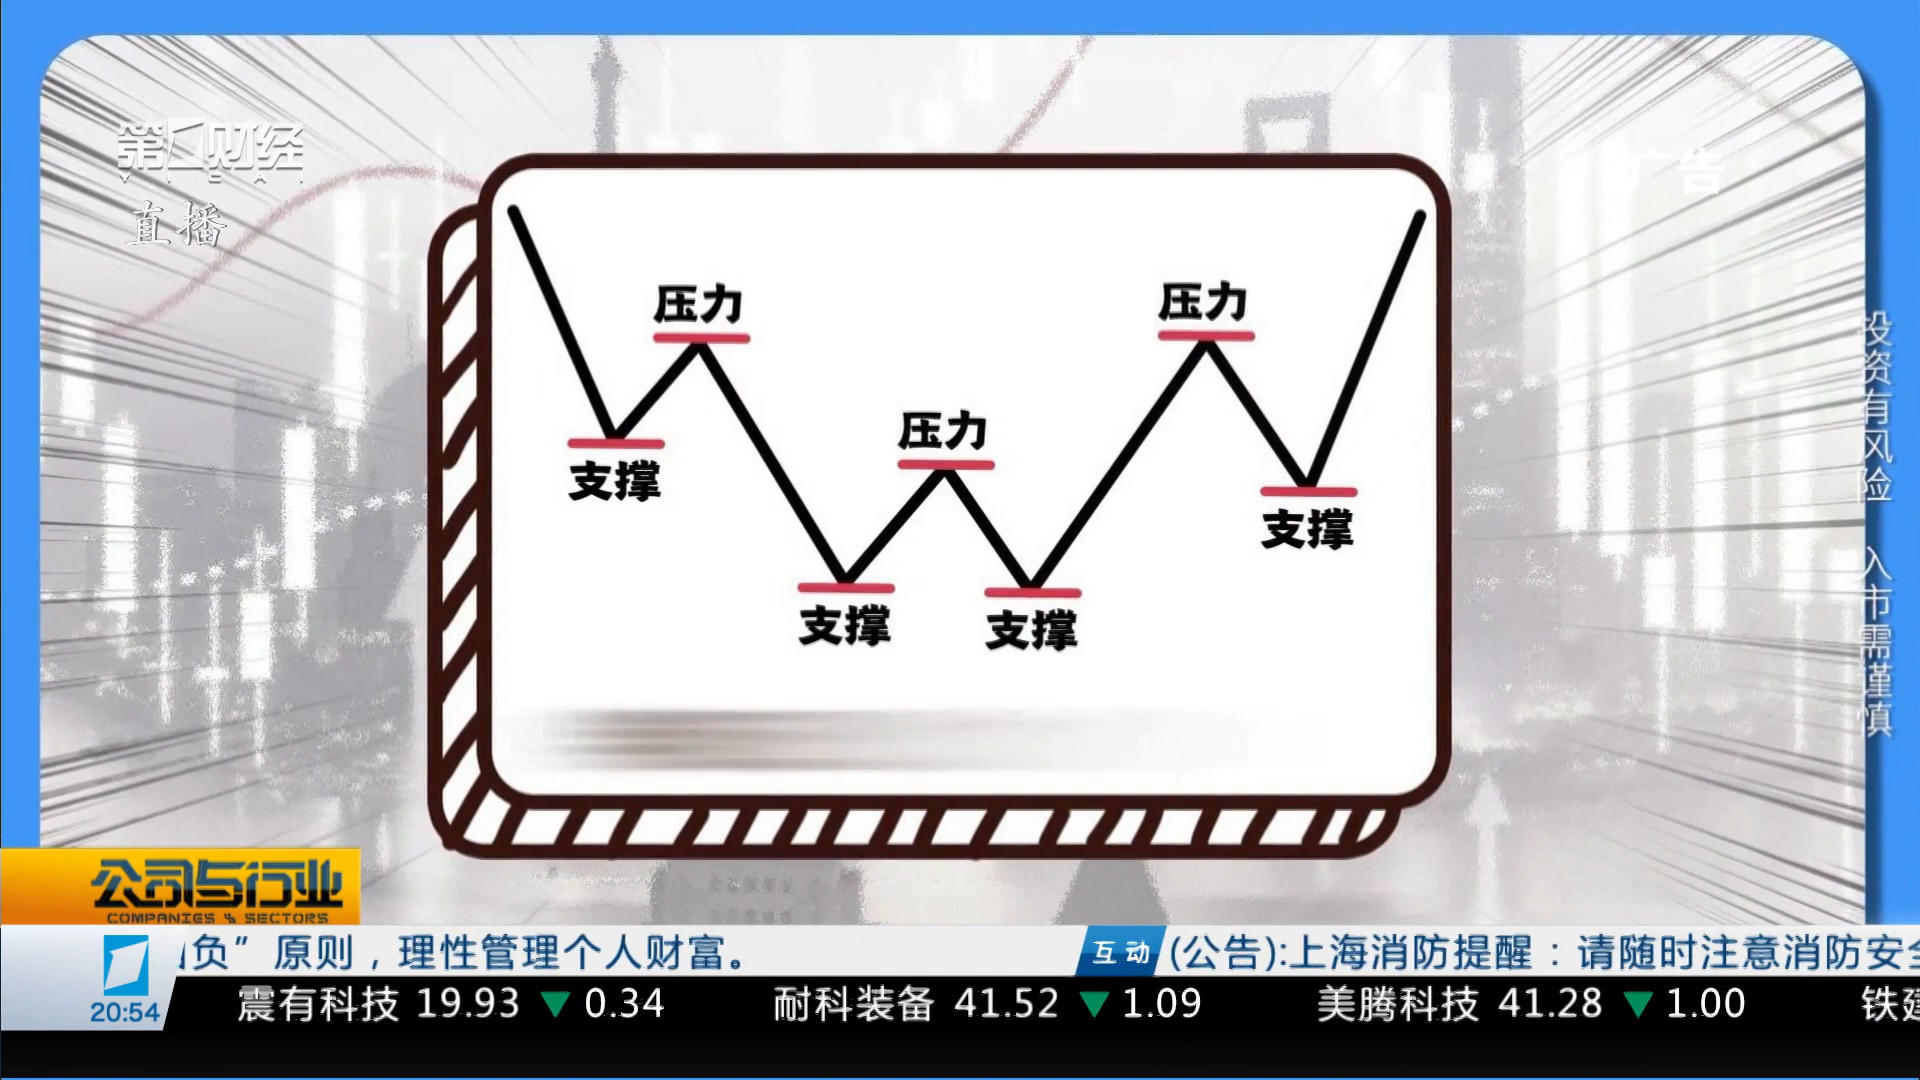 第一财经
YICAI
直播
广告
压力
压力
压力
支撑
支撑
支撑
支撑
投资有风险 入市需谨慎
公司与行业
COMPANIES & SECTORS
负”原则，理性管理个人财富。
互动
(公告):上海消防提醒：请随时注意消防安全
20:54
震有科技 19.93 ▼ 0.34 耐科装备 41.52 ▼ 1.09 美腾科技 41.28 ▼ 1.00 铁建